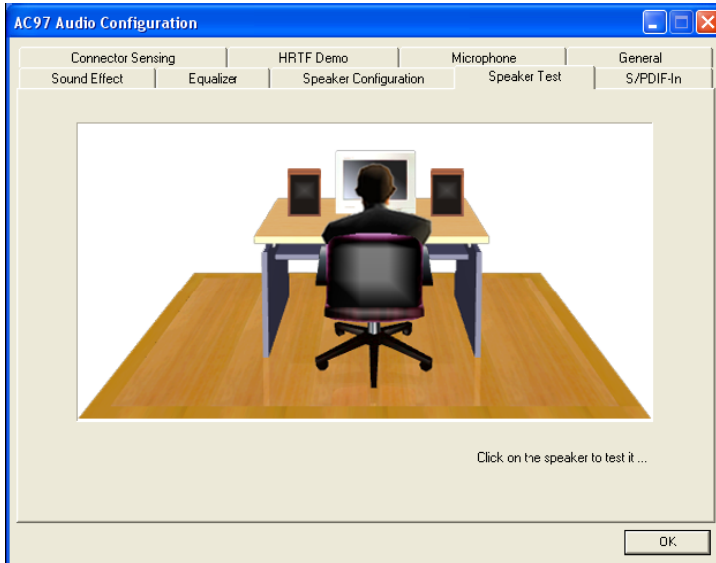 AC97 Audio Configuration
Connector Sensing HRTF Demo Microphone General
Sound Effect Equalizer Speaker Configuration Speaker Test S/PDIF-In
Click on the speaker to test it ...
OK